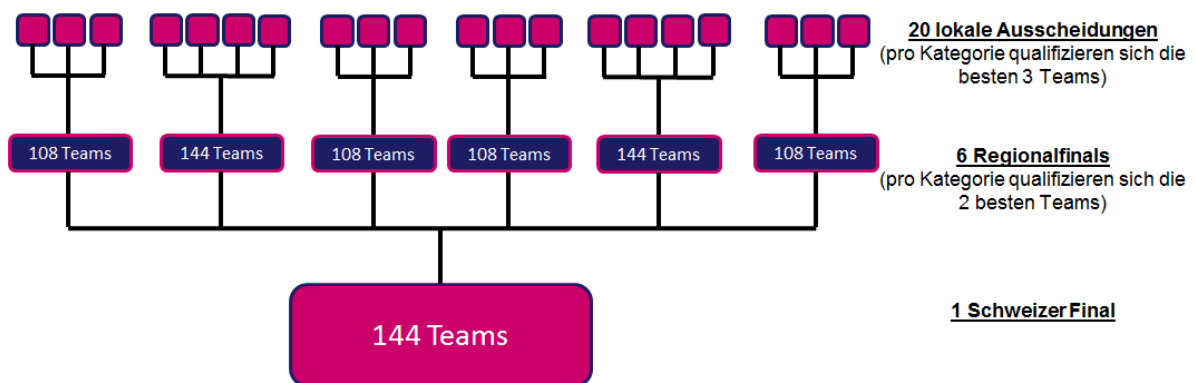 20 lokale Ausscheidungen
(pro Kategorie qualifizieren sich die
besten 3 Teams)
108 Teams
144 Teams
108 Teams
108 Teams
144 Teams
108 Teams
6 Regionalfinals
(pro Kategorie qualifizieren sich die
2 besten Teams)
144 Teams
1 Schweizer Final